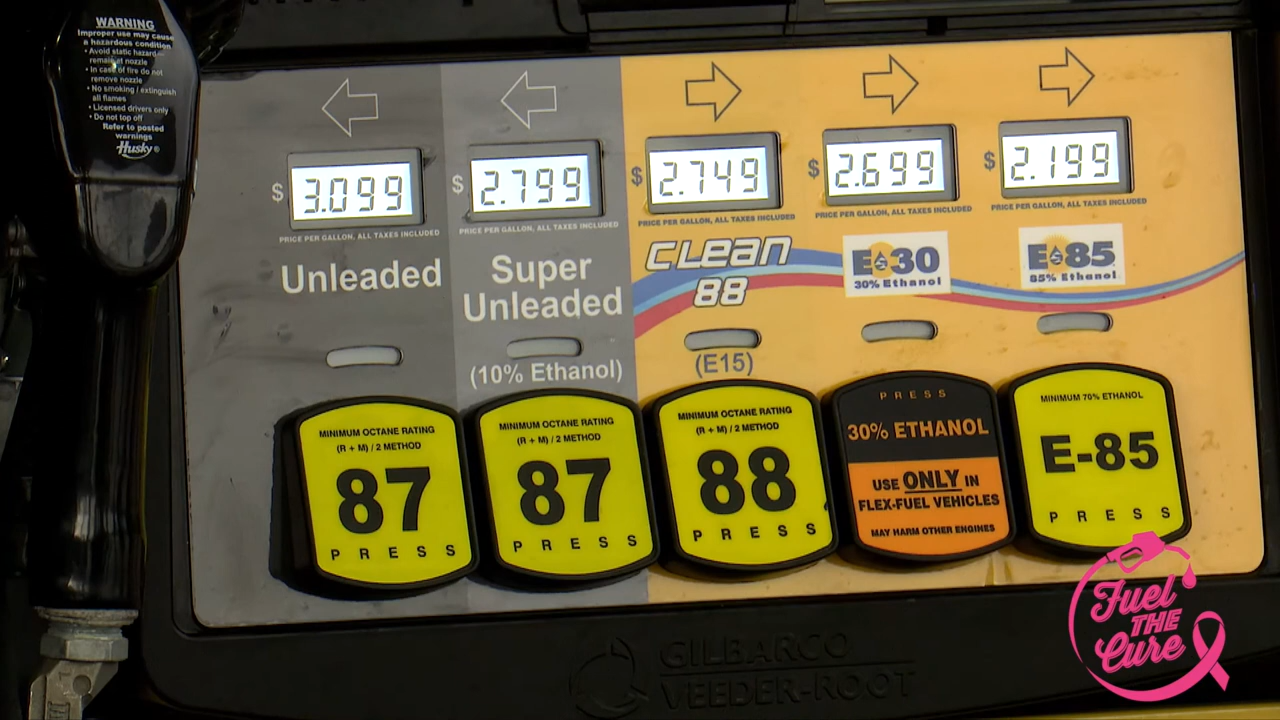 WARNING
Improper use may cause
a hazardous condition
• Avoid static hazard—
remain at nozzle
• In case of fire do not
remove nozzle
• No smoking / extinguish
all flames
• Licensed drivers only
• Do not top off
Refer to posted
warnings
Husky®
$ 3.099
PRICE PER GALLON, ALL TAXES INCLUDED
Unleaded
MINIMUM OCTANE RATING
(R + M) / 2 METHOD
87
PRESS
$ 2.799
PRICE PER GALLON, ALL TAXES INCLUDED
Super
Unleaded
(10% Ethanol)
MINIMUM OCTANE RATING
(R + M) / 2 METHOD
87
PRESS
$ 2.749
PRICE PER GALLON, ALL TAXES INCLUDED
CLEAN
88
(E15)
MINIMUM OCTANE RATING
(R + M) / 2 METHOD
88
PRESS
$ 2.699
PRICE PER GALLON, ALL TAXES INCLUDED
E30
30% Ethanol
PRESS
30% ETHANOL
USE ONLY IN
FLEX-FUEL VEHICLES
MAY HARM OTHER ENGINES
$ 2.199
PRICE PER GALLON, ALL TAXES INCLUDED
E85
85% Ethanol
MINIMUM 70% ETHANOL
E-85
PRESS
GILBARCO
VEEDER-ROOT
Fuel
THE
Cure